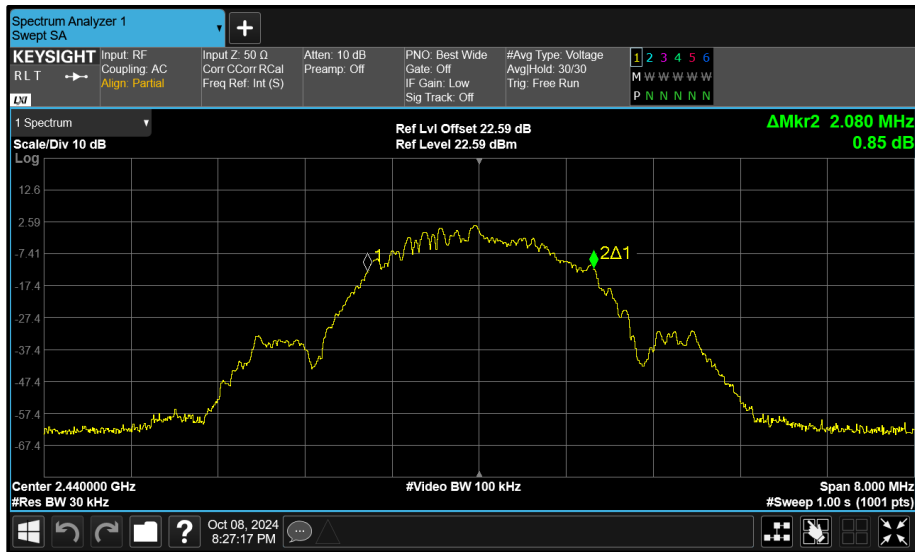 Spectrum Analyzer 1
Swept SA
KEYSIGHT
RLT
LXI
Input: RF
Coupling: AC
Align: Partial
Input Z: 50 Ω
Corr CCorr RCal
Freq Ref: Int (S)
Atten: 10 dB
Preamp: Off
PNO: Best Wide
Gate: Off
IF Gain: Low
Sig Track: Off
#Avg Type: Voltage
Avg|Hold: 30/30
Trig: Free Run
1 2 3 4 5 6
M W W W W W
P N N N N N
1 Spectrum
Scale/Div 10 dB
Log
Ref Lvl Offset 22.59 dB
Ref Level 22.59 dBm
ΔMkr2 2.080 MHz
0.85 dB
12.6
2.59
-7.41
-17.4
-27.4
-37.4
-47.4
-57.4
-67.4
1
2Δ1
Center 2.440000 GHz
#Res BW 30 kHz
#Video BW 100 kHz
Span 8.000 MHz
#Sweep 1.00 s (1001 pts)
?
Oct 08, 2024
8:27:17 PM